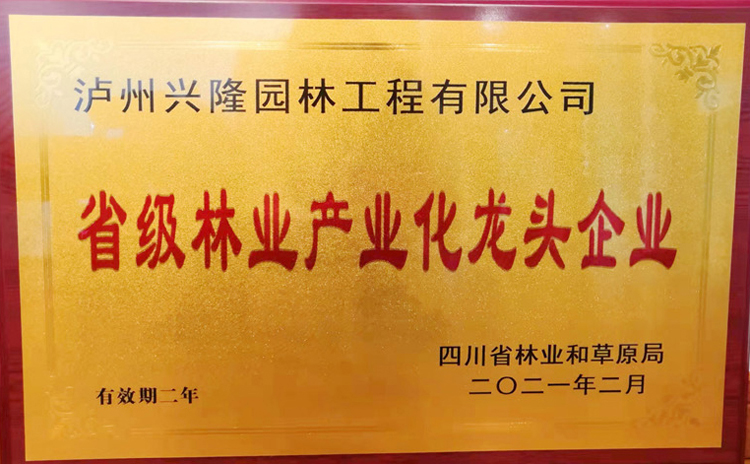 泸州兴隆园林工程有限公司
省级林业产业化龙头企业
四川省林业和草原局
有效期二年
二〇二一年二月